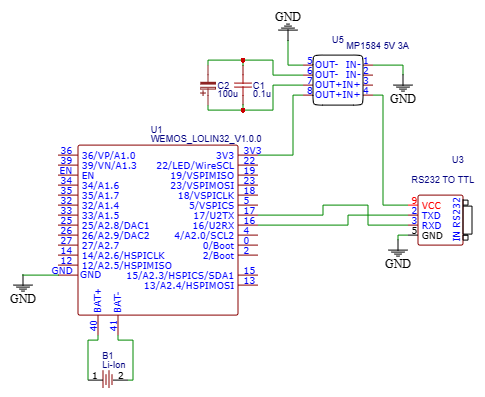 GND
U5
MP1584 5V 3A
5 OUT- IN- 1
6 OUT- IN- 2
7 OUT+ IN+ 3
8 OUT+ IN+ 4
GND
C2
100u
C1
0.1u
U1
WEMOS_LOLIN32_V1.0.0
36 36/VP/A1.0
39 39/VN/A1.3
EN EN
34 34/A1.6
35 35/A1.7
32 32/A1.4
33 33/A1.5
25 25/A2.8/DAC1
26 26/A2.9/DAC2
27 27/A2.7
14 14/A2.6/HSPICLK
12 12/A2.5/HSPIMISO
GND GND
3V3 3V3
22/LED/WireSCL 22
19/VSPIMISO 19
23/VSPIMOSI 23
18/VSPICLK 18
5/VSPICS 5
17/U2TX 17
16/U2RX 16
4/A2.0/SCL2 4
0/Boot 0
2/Boot 2
15/A2.3/HSPICS/SDA1 15
13/A2.4/HSPIMOSI 13
BAT+
BAT-
40
41
GND
B1
Li-Ion
1 2
U3
RS232 TO TTL
9 VCC
2 TXD
3 RXD
5 GND
IN RS232
GND